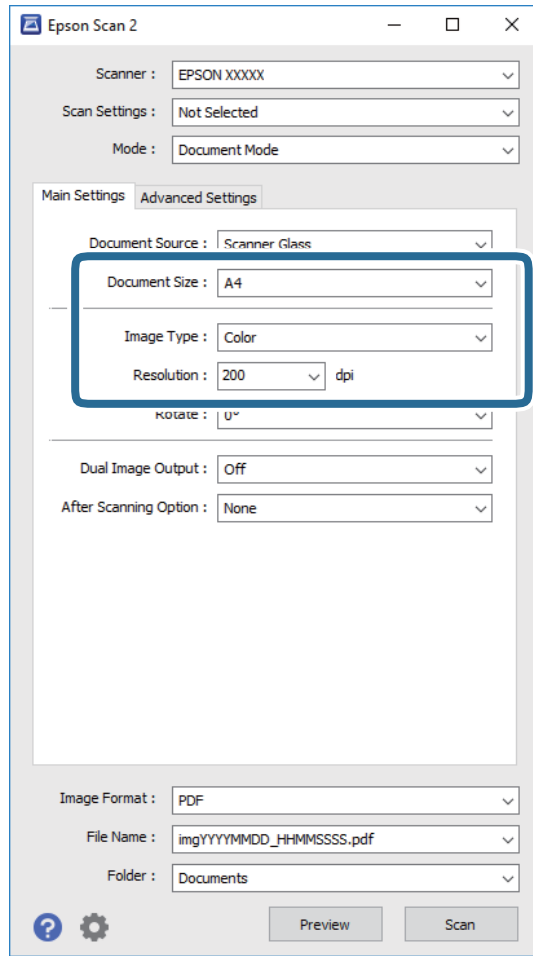 Epson Scan 2
Scanner : EPSON XXXXX
Scan Settings : Not Selected
Mode : Document Mode
Main Settings Advanced Settings
Document Source : Scanner Glass
Document Size : A4
Image Type : Color
Resolution : 200 dpi
Rotate : 0°
Dual Image Output : Off
After Scanning Option : None
Image Format : PDF
File Name : imgYYYYMMDD_HHMMSSSS.pdf
Folder : Documents
? Preview Scan